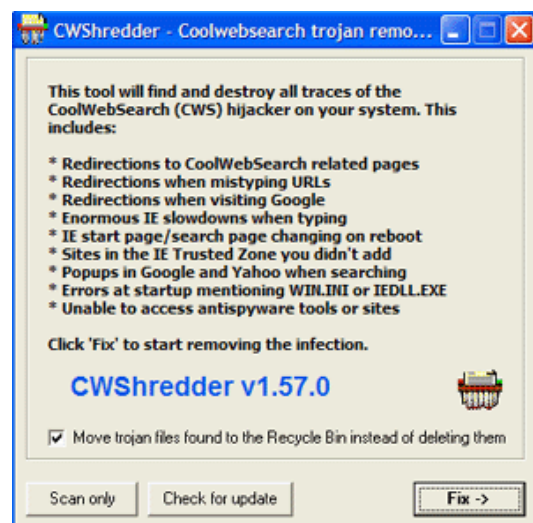 CWShredder - Coolwebsearch trojan remo...
This tool will find and destroy all traces of the
CoolWebSearch (CWS) hijacker on your system. This
includes:
* Redirections to CoolWebSearch related pages
* Redirections when mistyping URLs
* Redirections when visiting Google
* Enormous IE slowdowns when typing
* IE start page/search page changing on reboot
* Sites in the IE Trusted Zone you didn't add
* Popups in Google and Yahoo when searching
* Errors at startup mentioning WIN.INI or IEDLL.EXE
* Unable to access antispyware tools or sites
Click 'Fix' to start removing the infection.
CWShredder v1.57.0
Move trojan files found to the Recycle Bin instead of deleting them
Scan only Check for update Fix ->